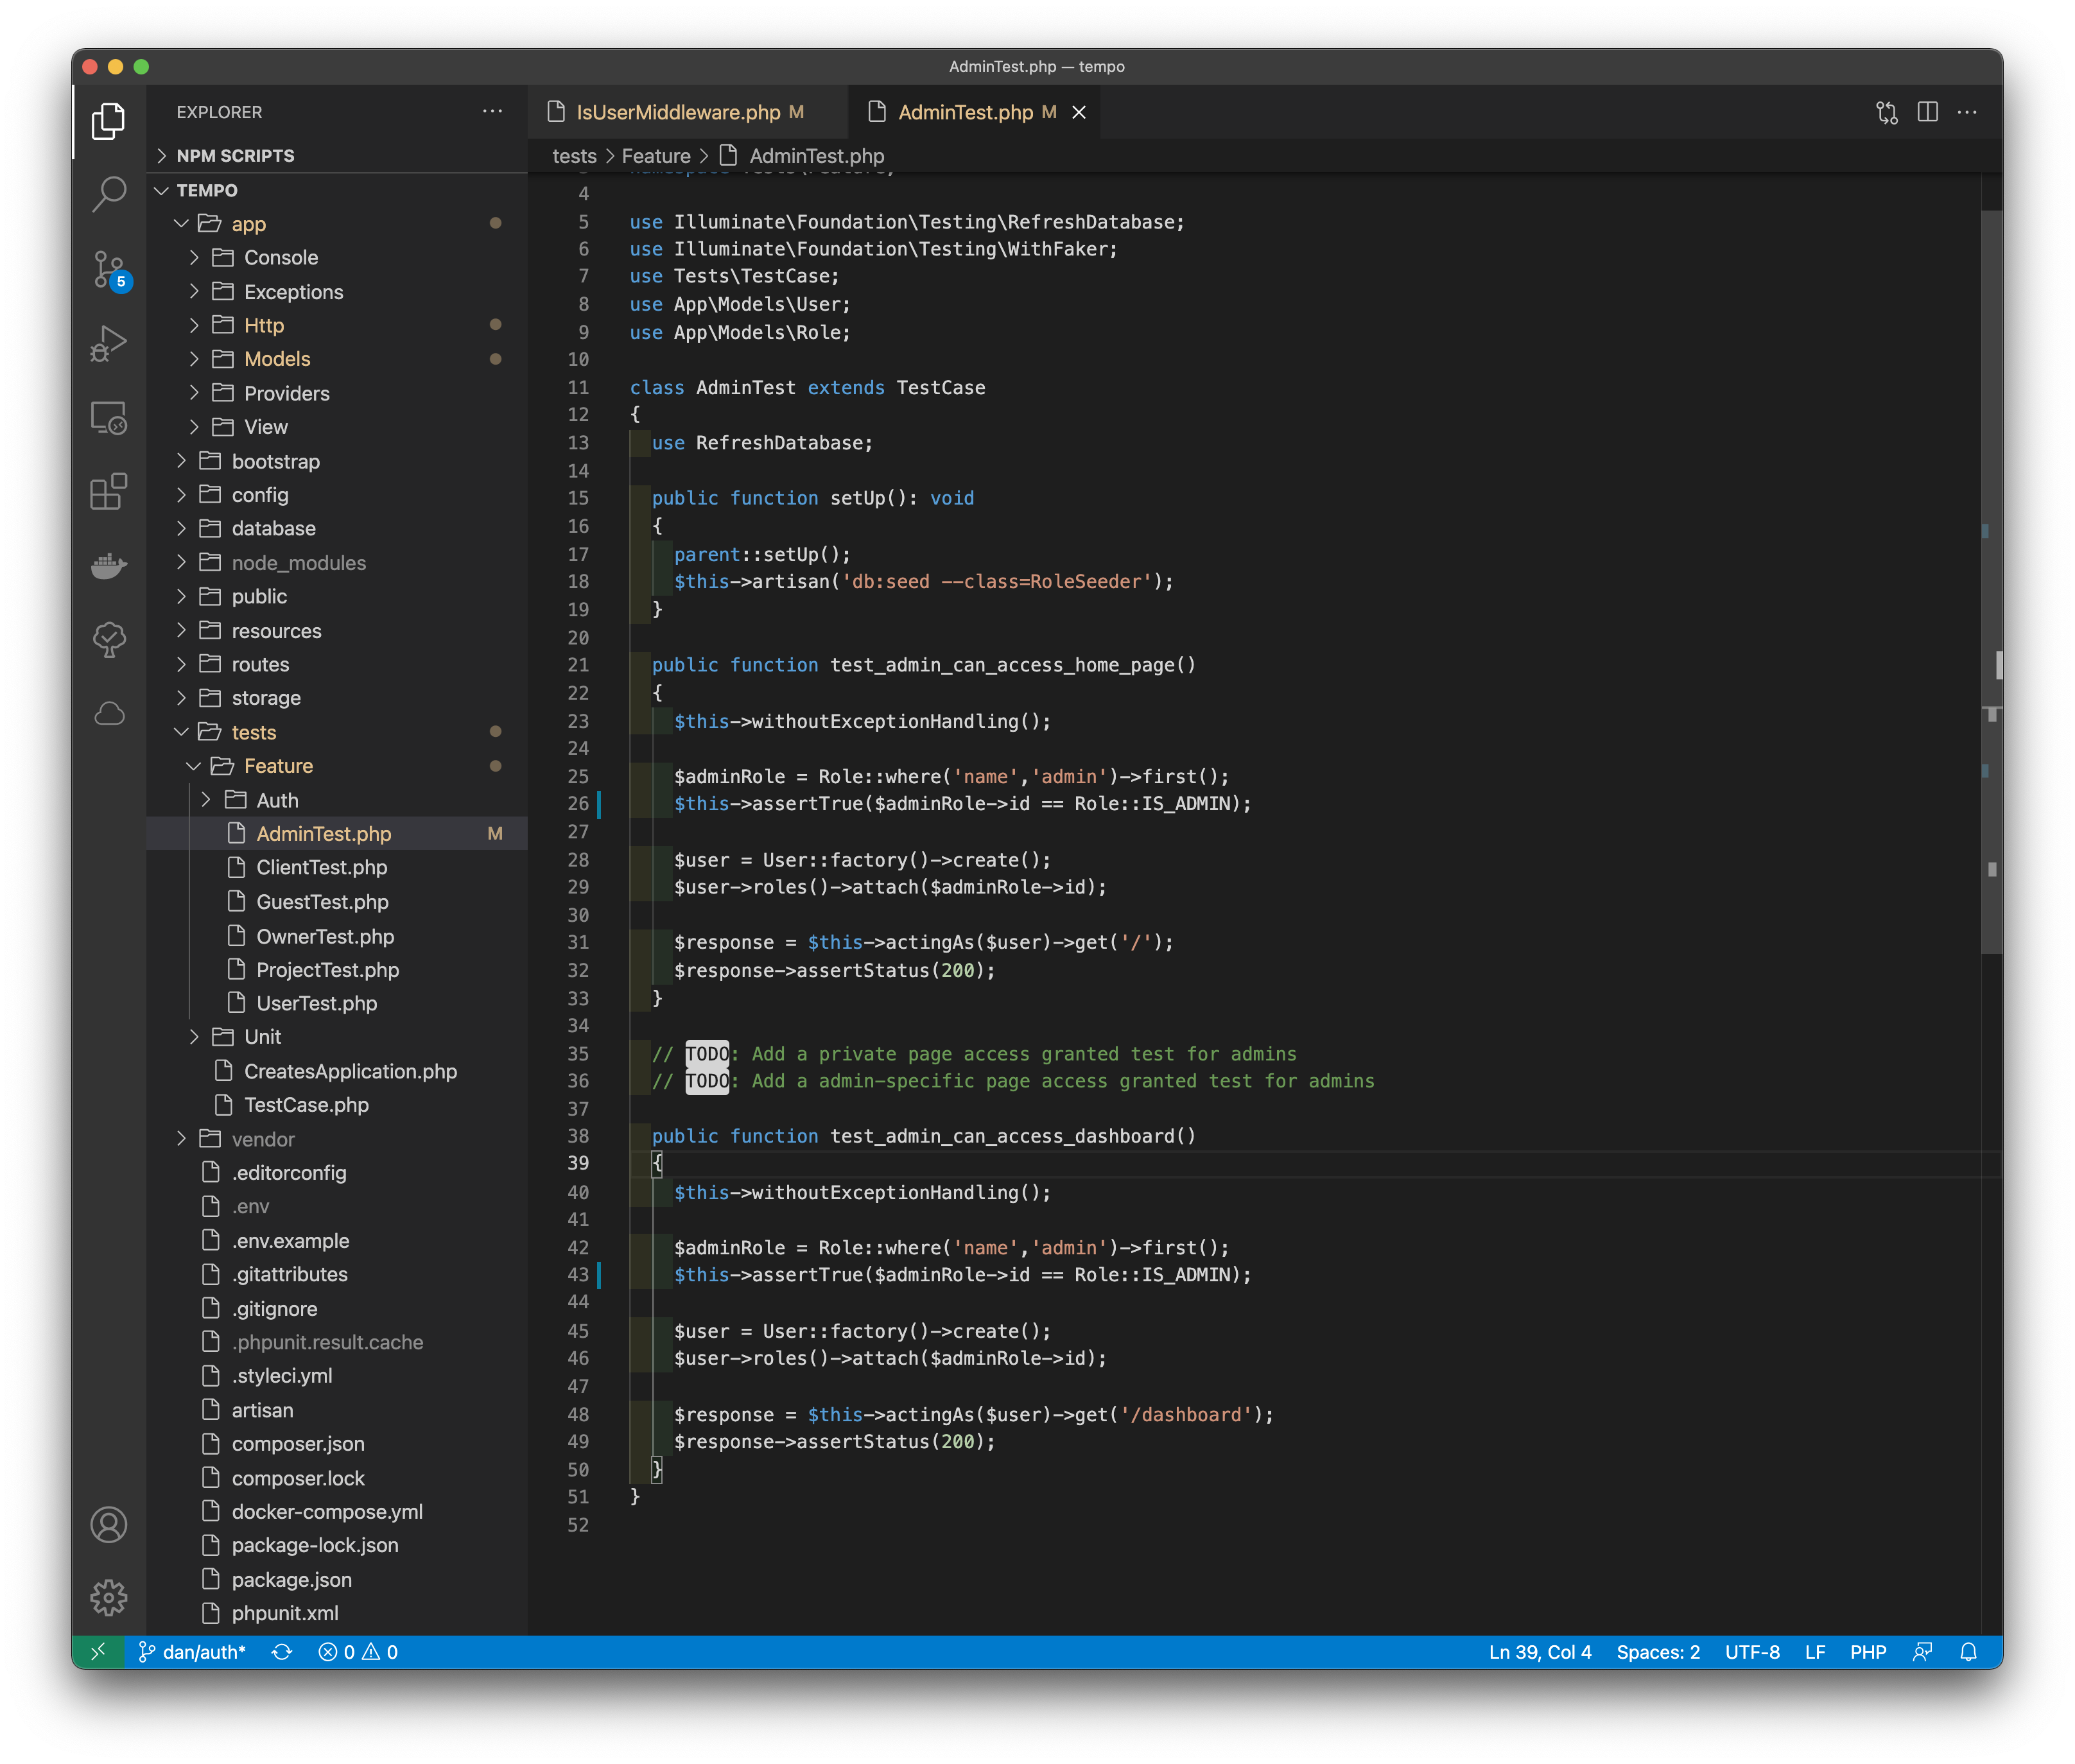 AdminTest.php — tempo
EXPLORER
NPM SCRIPTS
TEMPO
app
Console
Exceptions
Http
Models
Providers
View
bootstrap
config
database
node_modules
public
resources
routes
storage
tests
Feature
Auth
AdminTest.php M
ClientTest.php
GuestTest.php
OwnerTest.php
ProjectTest.php
UserTest.php
Unit
CreatesApplication.php
TestCase.php
vendor
.editorconfig
.env
.env.example
.gitattributes
.gitignore
.phpunit.result.cache
.styleci.yml
artisan
composer.json
composer.lock
docker-compose.yml
package-lock.json
package.json
phpunit.xml
5
IsUserMiddleware.php M
AdminTest.php M
tests > Feature > AdminTest.php
3 namespace Tests\Feature;
4
5 use Illuminate\Foundation\Testing\RefreshDatabase;
6 use Illuminate\Foundation\Testing\WithFaker;
7 use Tests\TestCase;
8 use App\Models\User;
9 use App\Models\Role;
10
11 class AdminTest extends TestCase
12 {
13 use RefreshDatabase;
14
15 public function setUp(): void
16 {
17 parent::setUp();
18 $this->artisan('db:seed --class=RoleSeeder');
19 }
20
21 public function test_admin_can_access_home_page()
22 {
23 $this->withoutExceptionHandling();
24
25 $adminRole = Role::where('name','admin')->first();
26 $this->assertTrue($adminRole->id == Role::IS_ADMIN);
27
28 $user = User::factory()->create();
29 $user->roles()->attach($adminRole->id);
30
31 $response = $this->actingAs($user)->get('/');
32 $response->assertStatus(200);
33 }
34
35 // TODO: Add a private page access granted test for admins
36 // TODO: Add a admin-specific page access granted test for admins
37
38 public function test_admin_can_access_dashboard()
39 {
40 $this->withoutExceptionHandling();
41
42 $adminRole = Role::where('name','admin')->first();
43 $this->assertTrue($adminRole->id == Role::IS_ADMIN);
44
45 $user = User::factory()->create();
46 $user->roles()->attach($adminRole->id);
47
48 $response = $this->actingAs($user)->get('/dashboard');
49 $response->assertStatus(200);
50 }
51 }
52
dan/auth* 0 0 Ln 39, Col 4 Spaces: 2 UTF-8 LF PHP